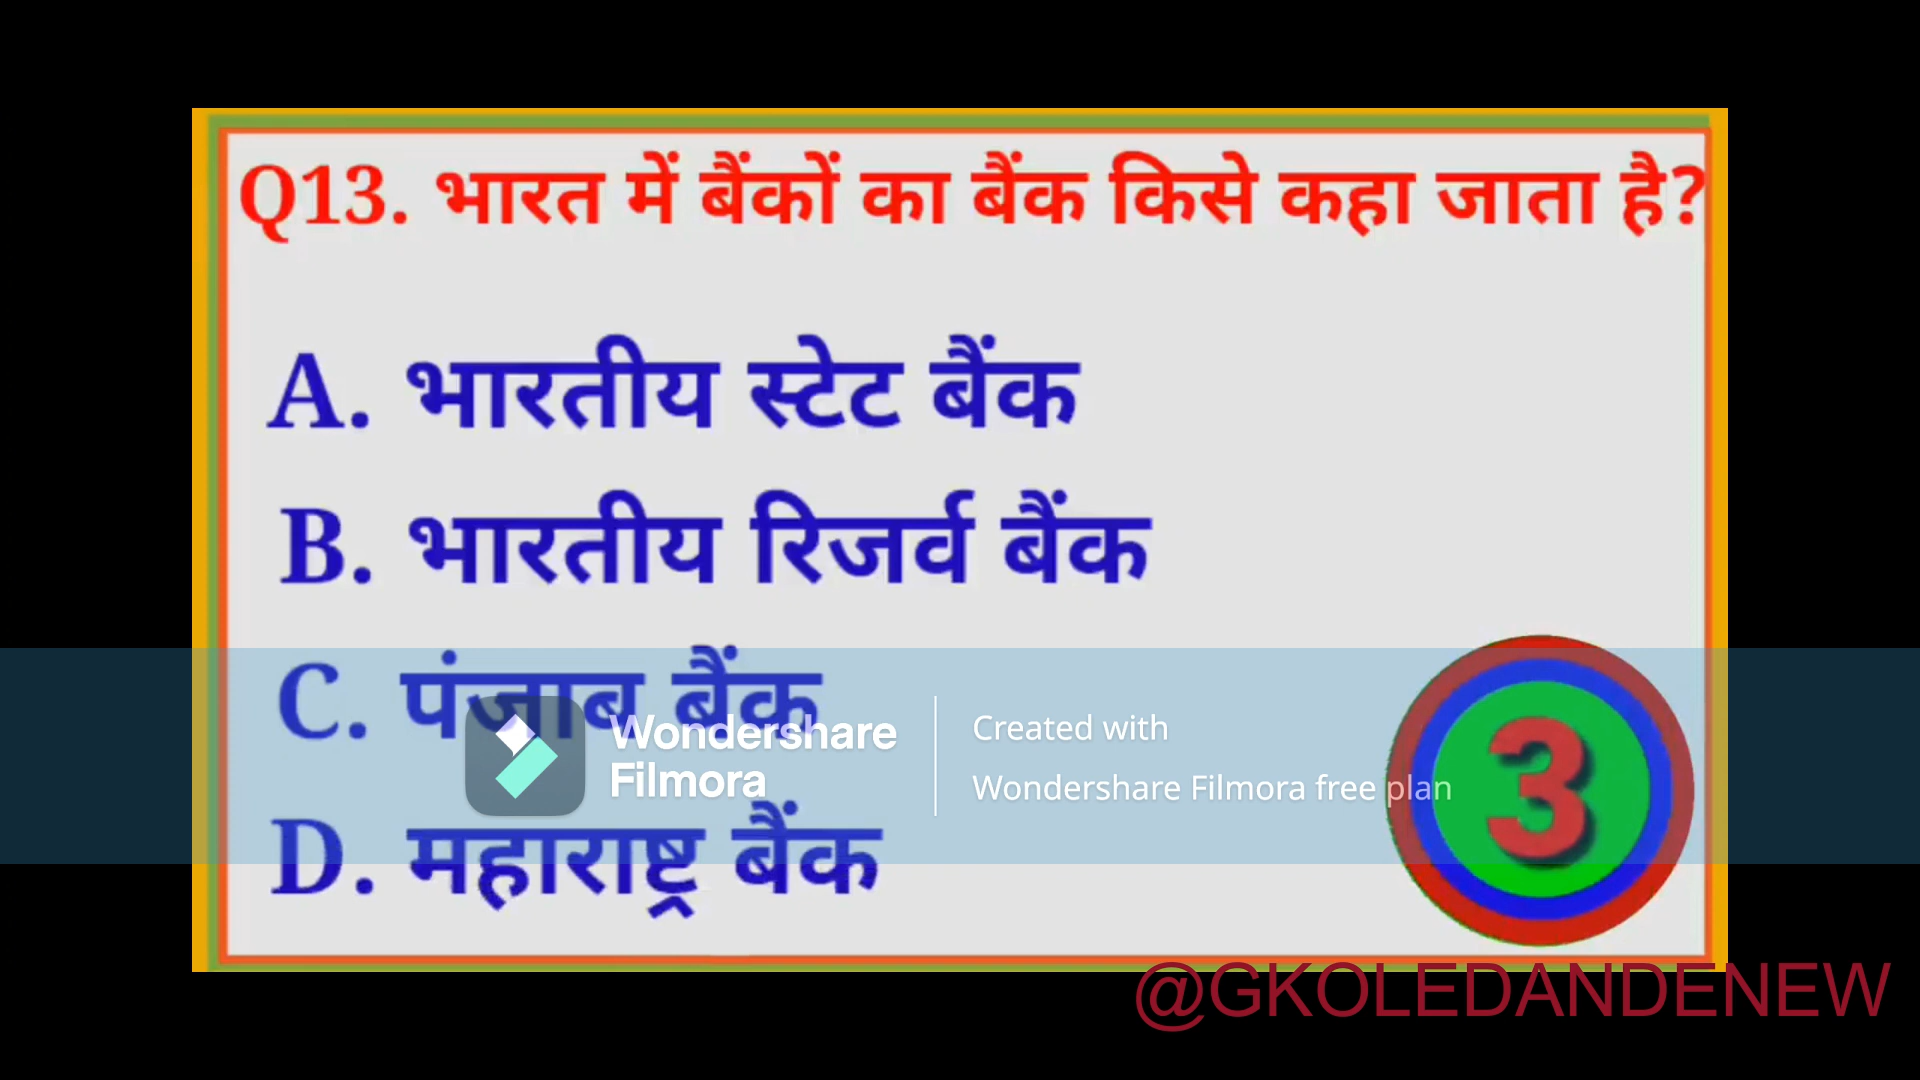 Q13. भारत में बैंकों का बैंक किसे कहा जाता है?
A. भारतीय स्टेट बैंक
B. भारतीय रिजर्व बैंक
C. पंजाब बैंक
Wondershare
Filmora
Created with
Wondershare Filmora free plan
3
D. महाराष्ट्र बैंक
@GKOLEDANDENEW